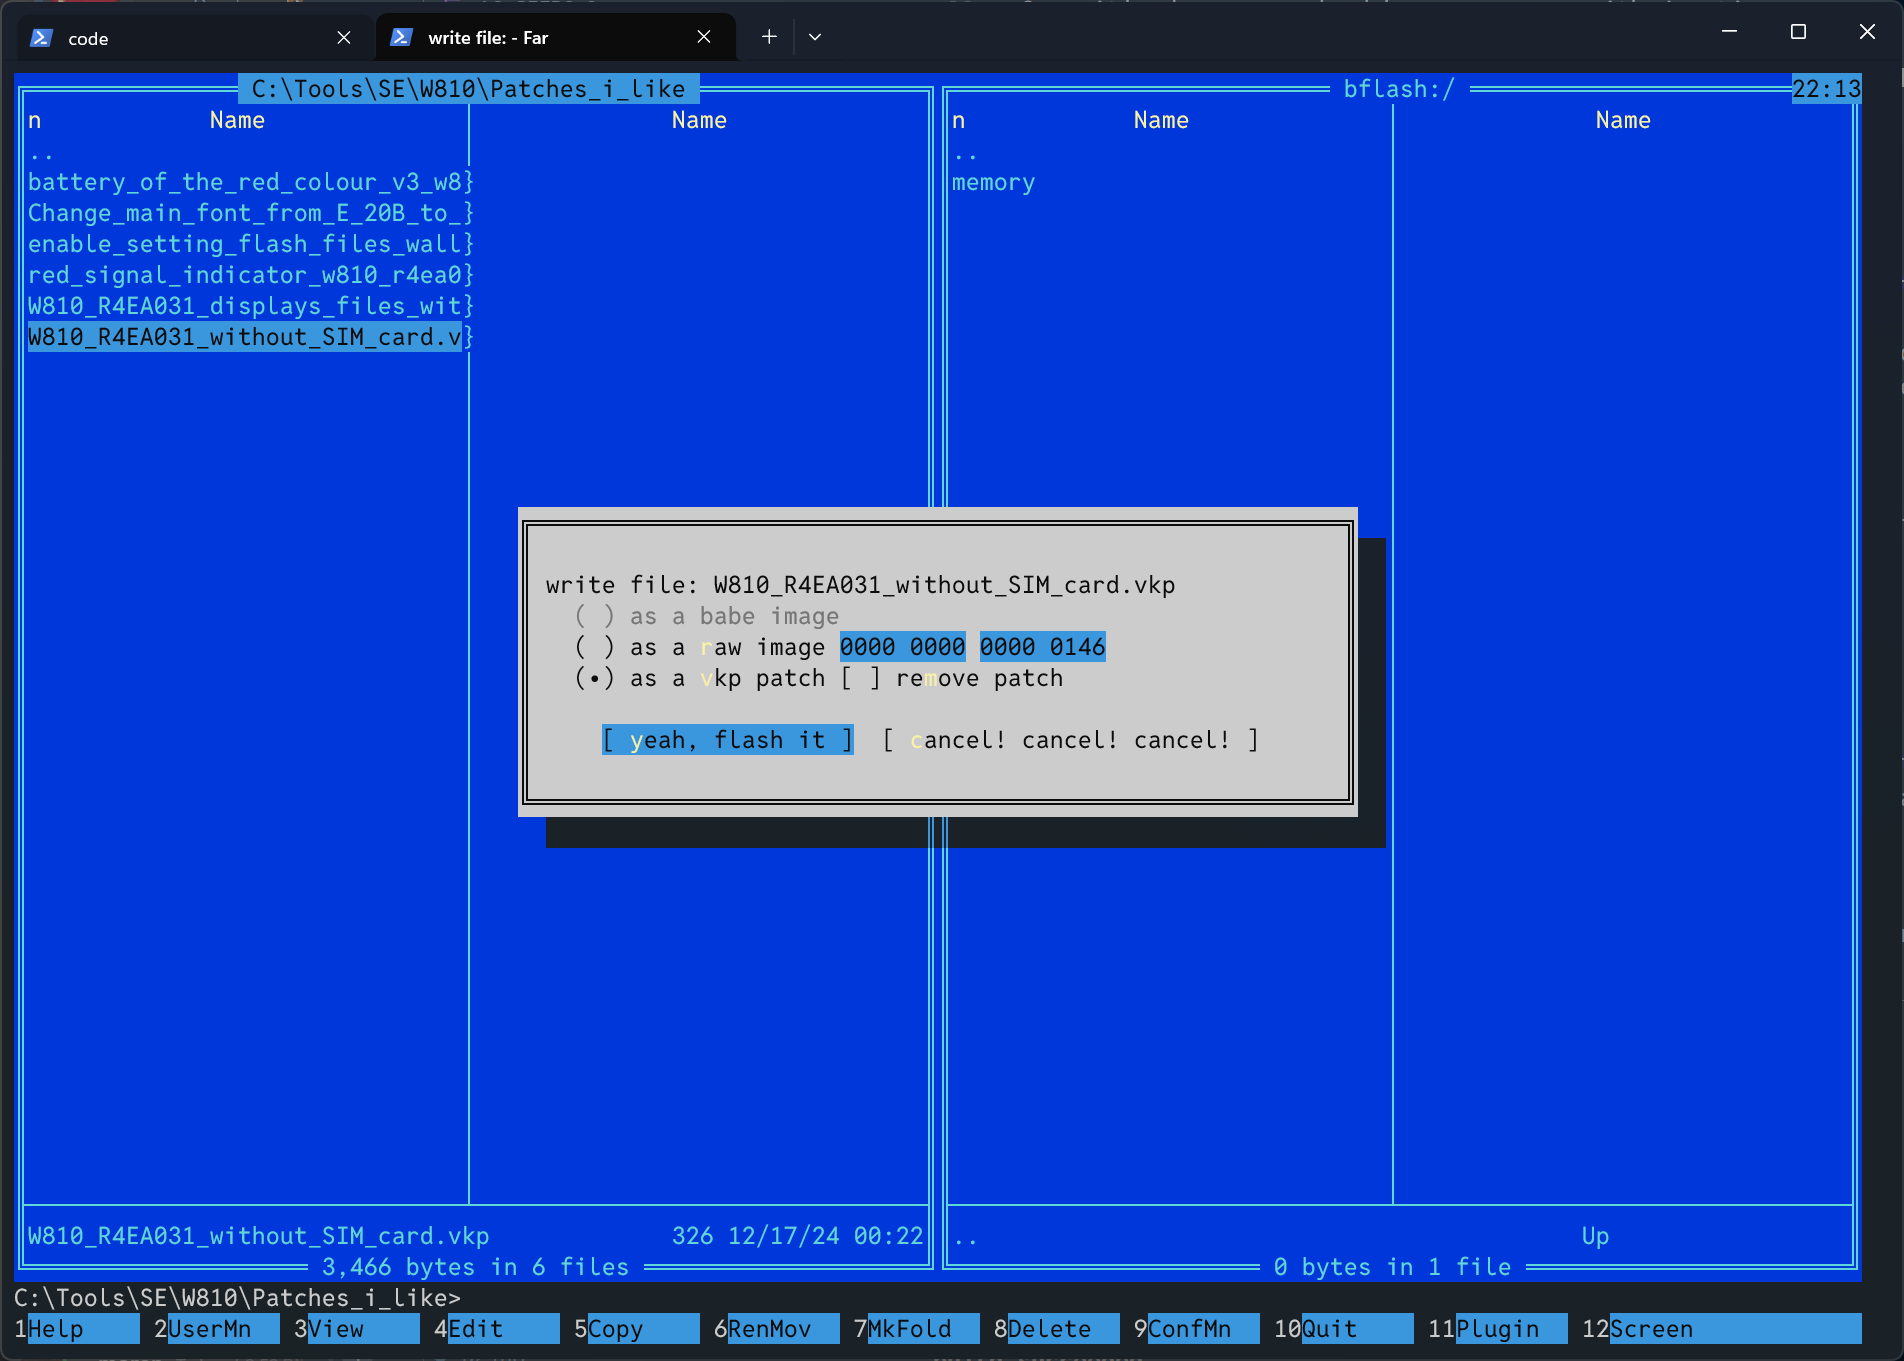 code
write file: - Far
C:\Tools\SE\W810\Patches_i_like
bflash:/
22:13
n Name Name
n Name Name
..
battery_of_the_red_colour_v3_w8}
Change_main_font_from_E_20B_to_}
enable_setting_flash_files_wall}
red_signal_indicator_w810_r4ea0}
W810_R4EA031_displays_files_wit}
W810_R4EA031_without_SIM_card.v}
..
memory
write file: W810_R4EA031_without_SIM_card.vkp
( ) as a babe image
( ) as a raw image 0000 0000 0000 0146
(•) as a vkp patch [ ] remove patch
[ yeah, flash it ] [ cancel! cancel! cancel! ]
W810_R4EA031_without_SIM_card.vkp 326 12/17/24 00:22
3,466 bytes in 6 files
.. Up
0 bytes in 1 file
C:\Tools\SE\W810\Patches_i_like>
1Help 2UserMn 3View 4Edit 5Copy 6RenMov 7MkFold 8Delete 9ConfMn 10Quit 11Plugin 12Screen